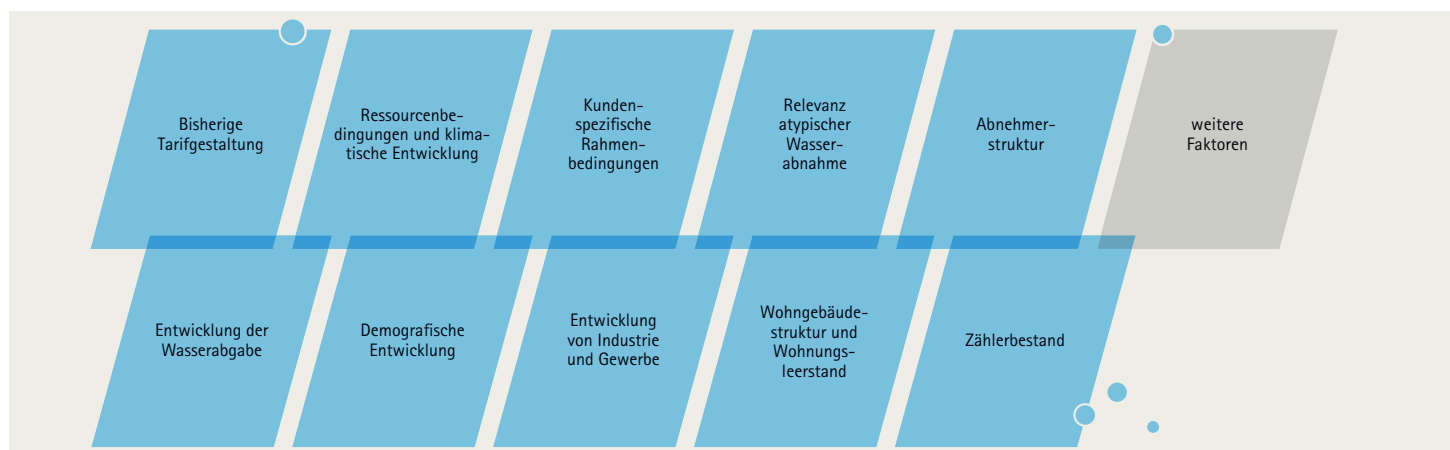 Bisherige
Tarifgestaltung
Ressourcenbe-
dingungen und klima-
tische Entwicklung
Kunden-
spezifische
Rahmen-
bedingungen
Relevanz
atypischer
Wasser-
abnahme
Abnehmer-
struktur
weitere
Faktoren
Entwicklung der
Wasserabgabe
Demografische
Entwicklung
Entwicklung
von Industrie
und Gewerbe
Wohngebäude-
struktur und
Wohnungs-
leerstand
Zählerbestand